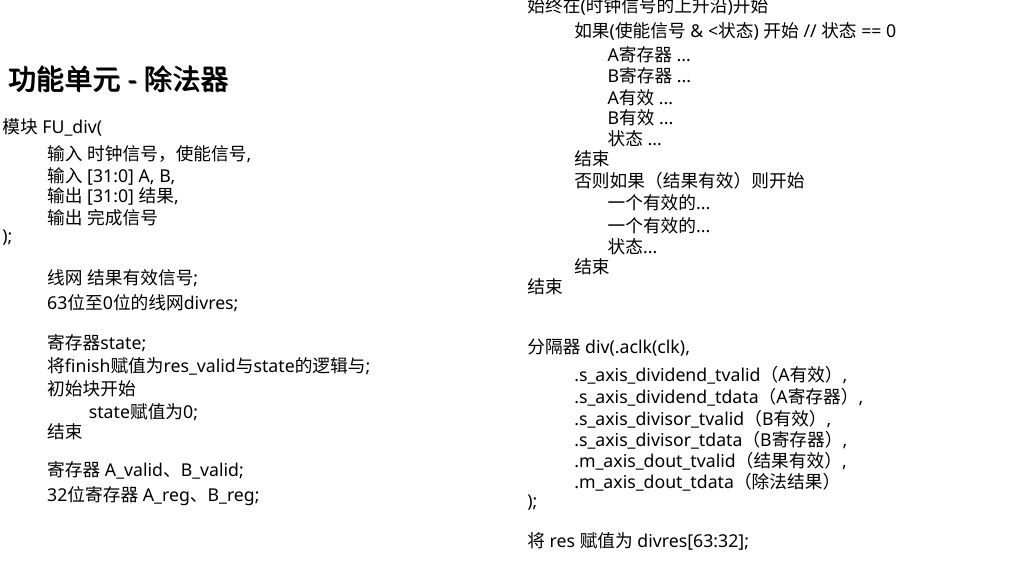 功能单元 - 除法器
模块 FU_div(
输入 时钟信号，使能信号,
输入 [31:0] A, B,
输出 [31:0] 结果,
输出 完成信号
);
线网 结果有效信号;
63位至0位的线网divres;
寄存器state;
将finish赋值为res_valid与state的逻辑与;
初始块开始
state赋值为0;
结束
寄存器 A_valid、B_valid;
32位寄存器 A_reg、B_reg;
始终在(时钟信号的上升沿)开始
如果(使能信号 & <状态) 开始 // 状态 == 0
A寄存器 ...
B寄存器 ...
A有效 ...
B有效 ...
状态 ...
结束
否则如果（结果有效）则开始
一个有效的...
一个有效的...
状态...
结束
结束
分隔器 div(.aclk(clk),
.s_axis_dividend_tvalid（A有效）,
.s_axis_dividend_tdata（A寄存器）,
.s_axis_divisor_tvalid（B有效）,
.s_axis_divisor_tdata（B寄存器）,
.m_axis_dout_tvalid（结果有效）,
.m_axis_dout_tdata（除法结果）
);
将 res 赋值为 divres[63:32];